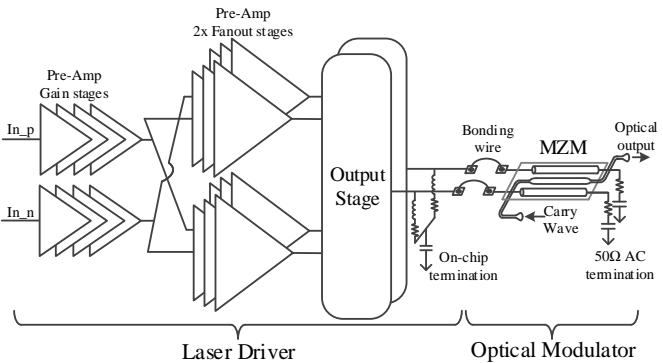 Pre-Amp
2x Fanout stages
Pre-Amp
Gain stages
In_p
In_n
Output
Stage
Bonding
wire
MZM
Optical
output
Carry
Wave
On-chip
termination
50Ω AC
termination
Laser Driver
Optical Modulator